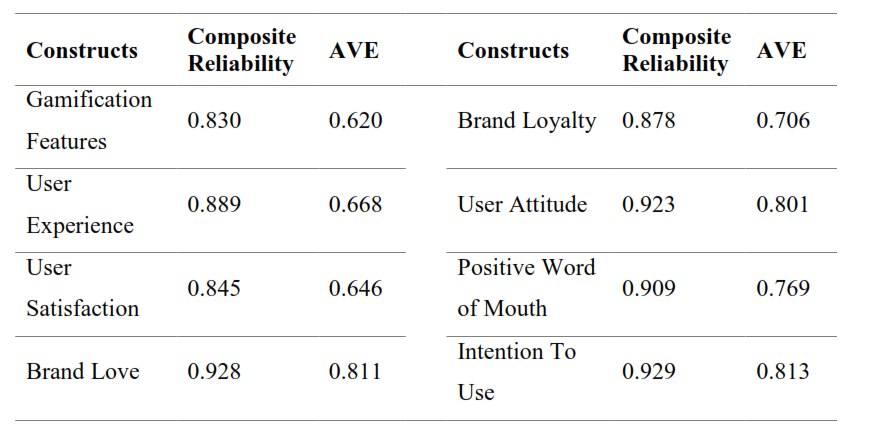 Constructs Composite Reliability AVE Constructs Composite Reliability AVE
Gamification Features 0.830 0.620 Brand Loyalty 0.878 0.706
User Experience 0.889 0.668 User Attitude 0.923 0.801
User Satisfaction 0.845 0.646 Positive Word of Mouth 0.909 0.769
Brand Love 0.928 0.811 Intention To Use 0.929 0.813